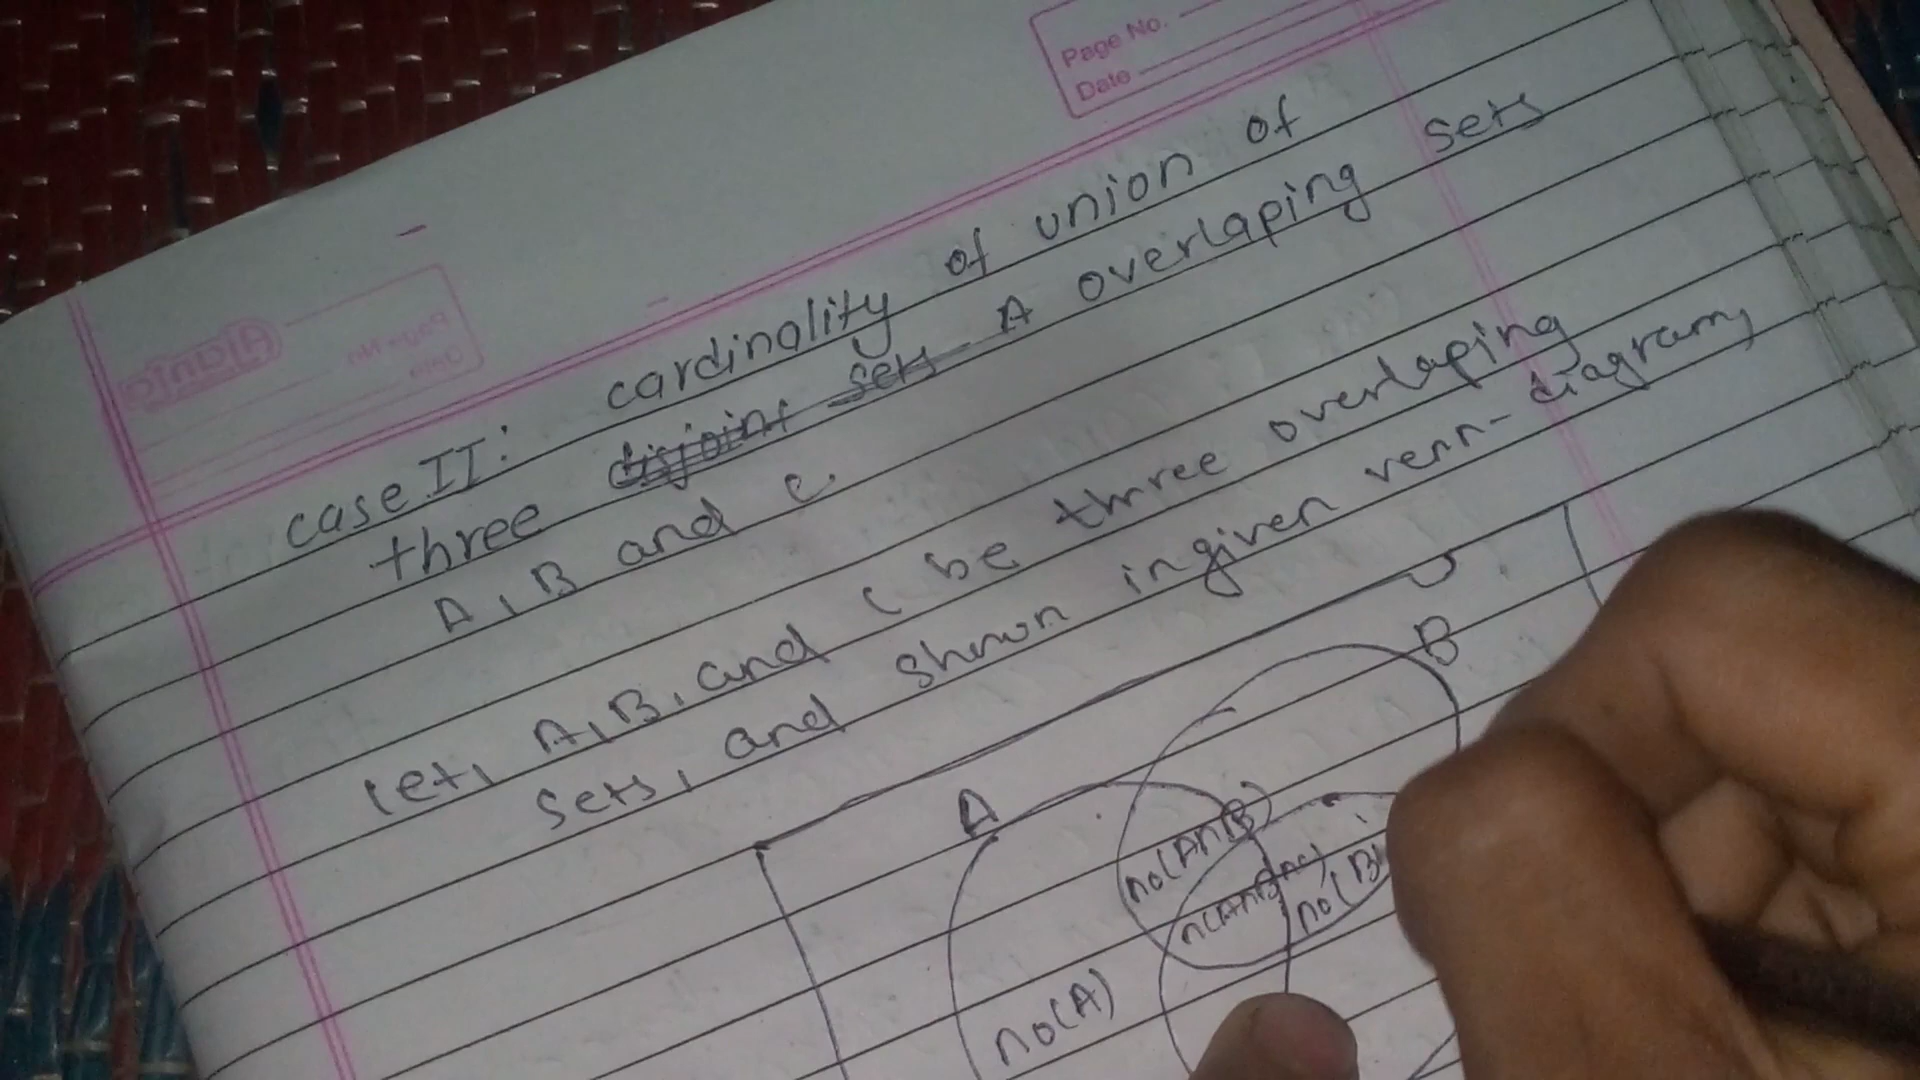 Page No.
Date
case II: cardinality of union of
three disjoint sets A overlaping sets
A, B and C.
let, A, B, and C be three overlaping
sets, and shown in given venn-diagram,
U
B
A
no(A∩B)
n(A∩B∩C)
no(B
no(A)